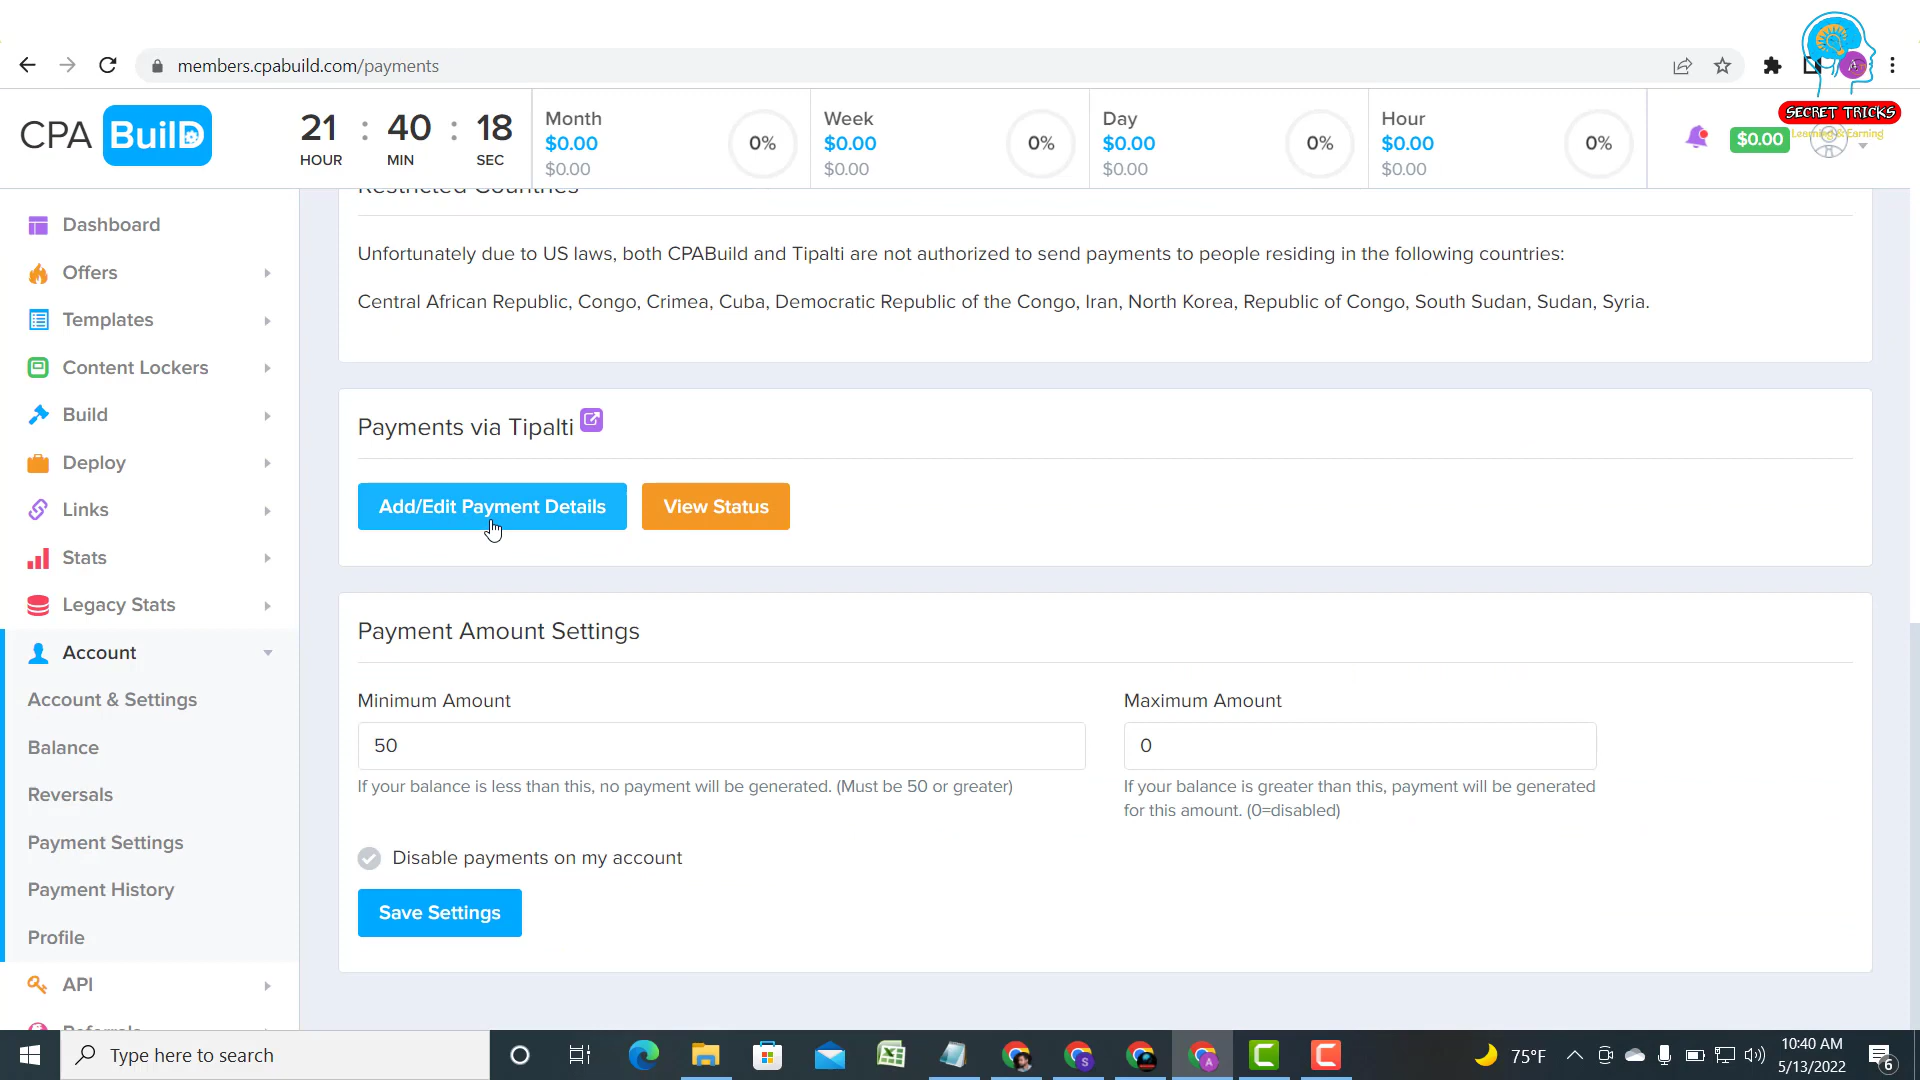 members.cpabuild.com/payments
SECRET TRICKS
Learning & Earning
CPA BuilD
21 : 40 : 18
HOUR MIN SEC
Month
$0.00
$0.00
0%
Week
$0.00
$0.00
0%
Day
$0.00
$0.00
0%
Hour
$0.00
$0.00
0%
$0.00
Dashboard
Offers
Templates
Content Lockers
Build
Deploy
Links
Stats
Legacy Stats
Account
Account & Settings
Balance
Reversals
Payment Settings
Payment History
Profile
API
Referrals
Restricted Countries
Unfortunately due to US laws, both CPABuild and Tipalti are not authorized to send payments to people residing in the following countries:
Central African Republic, Congo, Crimea, Cuba, Democratic Republic of the Congo, Iran, North Korea, Republic of Congo, South Sudan, Sudan, Syria.
Payments via Tipalti
Add/Edit Payment Details
View Status
Payment Amount Settings
Minimum Amount
50
If your balance is less than this, no payment will be generated. (Must be 50 or greater)
Maximum Amount
0
If your balance is greater than this, payment will be generated
for this amount. (0=disabled)
Disable payments on my account
Save Settings
Type here to search
75°F
10:40 AM
5/13/2022
6